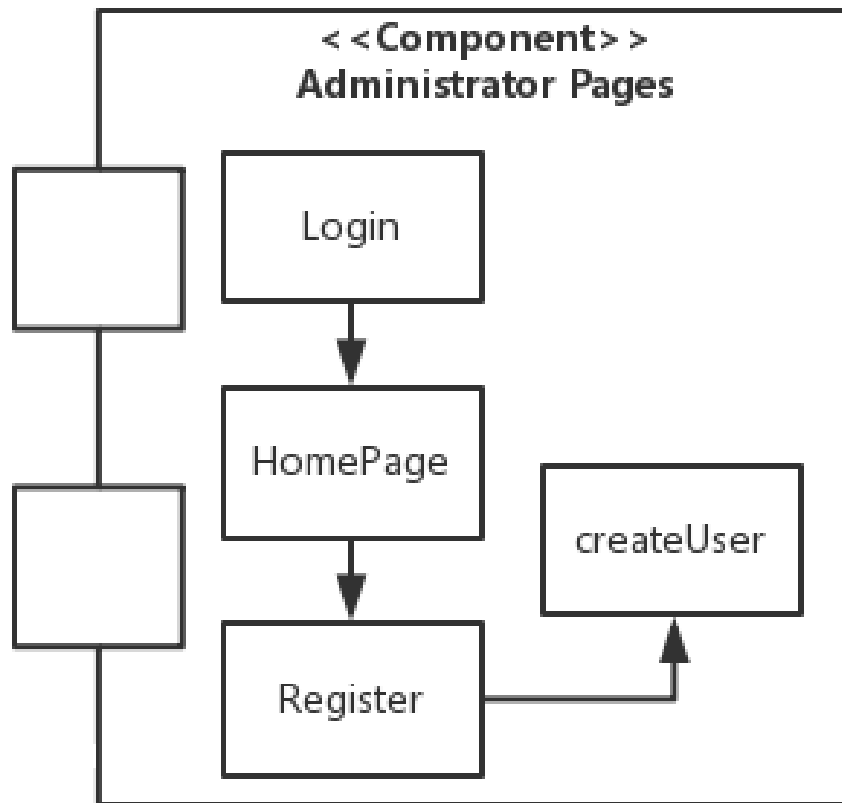 <<Component>>
Administrator Pages
Login
HomePage
createUser
Register